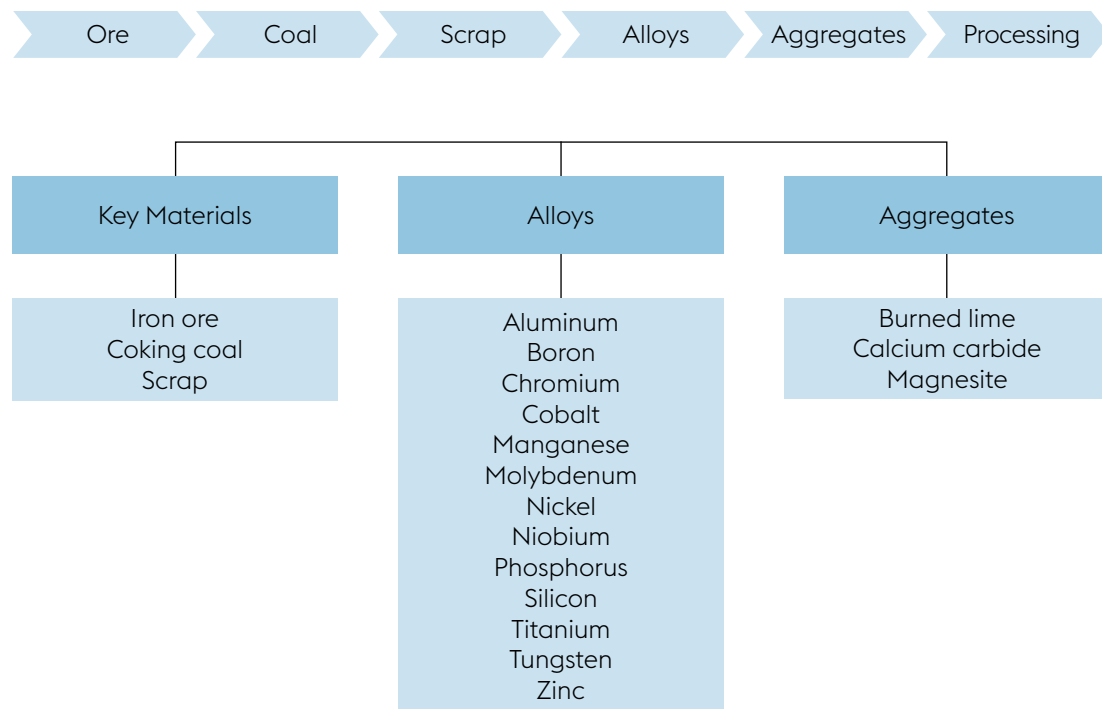 Ore Coal Scrap Alloys Aggregates Processing
Key Materials
Iron ore
Coking coal
Scrap
Alloys
Aluminum
Boron
Chromium
Cobalt
Manganese
Molybdenum
Nickel
Niobium
Phosphorus
Silicon
Titanium
Tungsten
Zinc
Aggregates
Burned lime
Calcium carbide
Magnesite